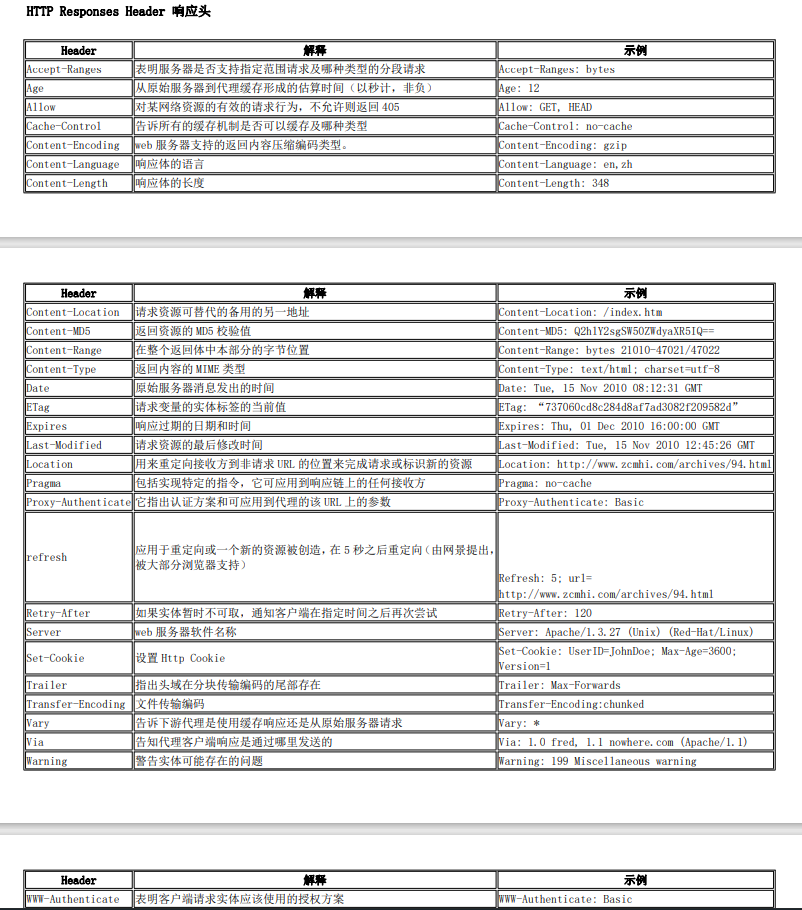 HTTP Responses Header 响应头
Header 解释 示例
Accept-Ranges 表明服务器是否支持指定范围请求及哪种类型的分段请求 Accept-Ranges: bytes
Age 从原始服务器到代理缓存形成的估算时间（以秒计，非负） Age: 12
Allow 对某网络资源的有效的请求行为，不允许则返回 405 Allow: GET, HEAD
Cache-Control 告诉所有的缓存机制是否可以缓存及哪种类型 Cache-Control: no-cache
Content-Encoding web 服务器支持的返回内容压缩编码类型。 Content-Encoding: gzip
Content-Language 响应体的语言 Content-Language: en,zh
Content-Length 响应体的长度 Content-Length: 348
Header 解释 示例
Content-Location 请求资源可替代的备用的另一地址 Content-Location: /index.htm
Content-MD5 返回资源的 MD5 校验值 Content-MD5: Q2hlY2sgSW50ZWdyaXR5IQ==
Content-Range 在整个返回体中本部分的字节位置 Content-Range: bytes 21010-47021/47022
Content-Type 返回内容的 MIME 类型 Content-Type: text/html; charset=utf-8
Date 原始服务器消息发出的时间 Date: Tue, 15 Nov 2010 08:12:31 GMT
ETag 请求变量的实体标签的当前值 ETag: “737060cd8c284d8af7ad3082f209582d”
Expires 响应过期的日期和时间 Expires: Thu, 01 Dec 2010 16:00:00 GMT
Last-Modified 请求资源的最后修改时间 Last-Modified: Tue, 15 Nov 2010 12:45:26 GMT
Location 用来重定向接收方到非请求 URL 的位置来完成请求或标识新的资源 Location: http://www.zcmhi.com/archives/94.html
Pragma 包括实现特定的指令，它可应用到响应链上的任何接收方 Pragma: no-cache
Proxy-Authenticate 它指出认证方案和可应用到代理的该 URL 上的参数 Proxy-Authenticate: Basic
refresh 应用于重定向或一个新的资源被创造，在 5 秒之后重定向（由网景提出，
被大部分浏览器支持）
Refresh: 5; url=
http://www.zcmhi.com/archives/94.html
Retry-After 如果实体暂时不可取，通知客户端在指定时间之后再次尝试 Retry-After: 120
Server web 服务器软件名称 Server: Apache/1.3.27 (Unix) (Red-Hat/Linux)
Set-Cookie 设置 Http Cookie Set-Cookie: UserID=JohnDoe; Max-Age=3600;
Version=1
Trailer 指出头域在分块传输编码的尾部存在 Trailer: Max-Forwards
Transfer-Encoding 文件传输编码 Transfer-Encoding:chunked
Vary 告诉下游代理是使用缓存响应还是从原始服务器请求 Vary: *
Via 告知代理客户端响应是通过哪里发送的 Via: 1.0 fred, 1.1 nowhere.com (Apache/1.1)
Warning 警告实体可能存在的问题 Warning: 199 Miscellaneous warning
Header 解释 示例
WWW-Authenticate 表明客户端请求实体应该使用的授权方案 WWW-Authenticate: Basic